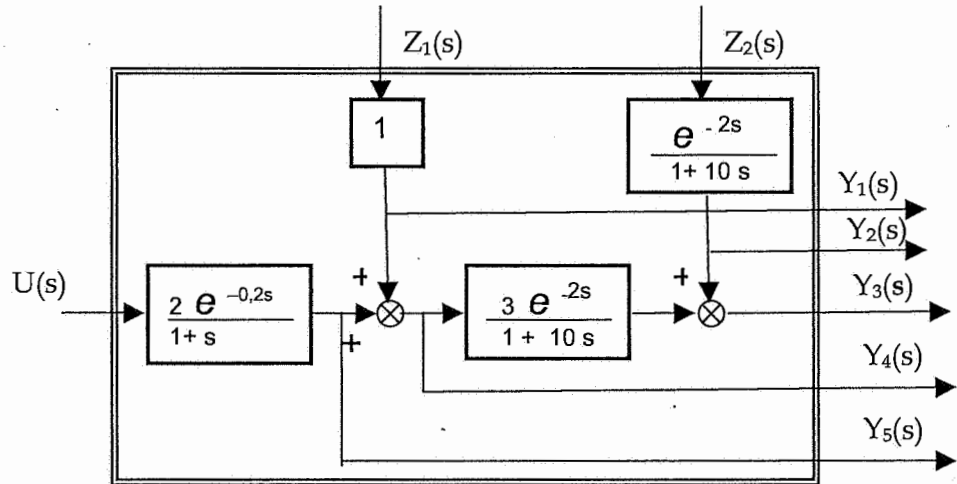 Z₁(s)
Z₂(s)
1
e - 2s
1 + 10 s
Y₁(s)
Y₂(s)
U(s)
+
+
2 e –0,2s
1 + s
+
3 e -2s
1 + 10 s
Y₃(s)
Y₄(s)
Y₅(s)